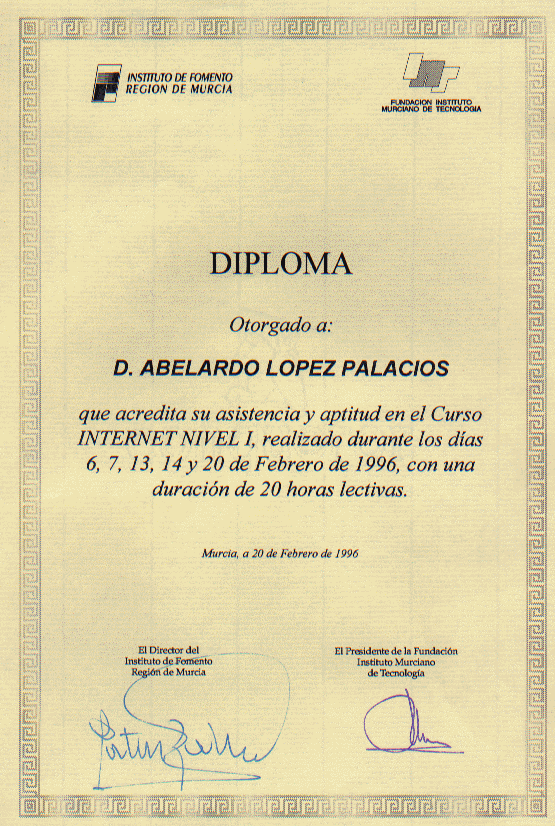 INSTITUTO DE FOMENTO
REGION DE MURCIA
FUNDACION INSTITUTO
MURCIANO DE TECNOLOGIA
DIPLOMA
Otorgado a:
D. ABELARDO LOPEZ PALACIOS
que acredita su asistencia y aptitud en el Curso
INTERNET NIVEL I, realizado durante los días
6, 7, 13, 14 y 20 de Febrero de 1996, con una
duración de 20 horas lectivas.
Murcia, a 20 de Febrero de 1996
El Director del
Instituto de Fomento
Región de Murcia
El Presidente de la Fundación
Instituto Murciano
de Tecnología